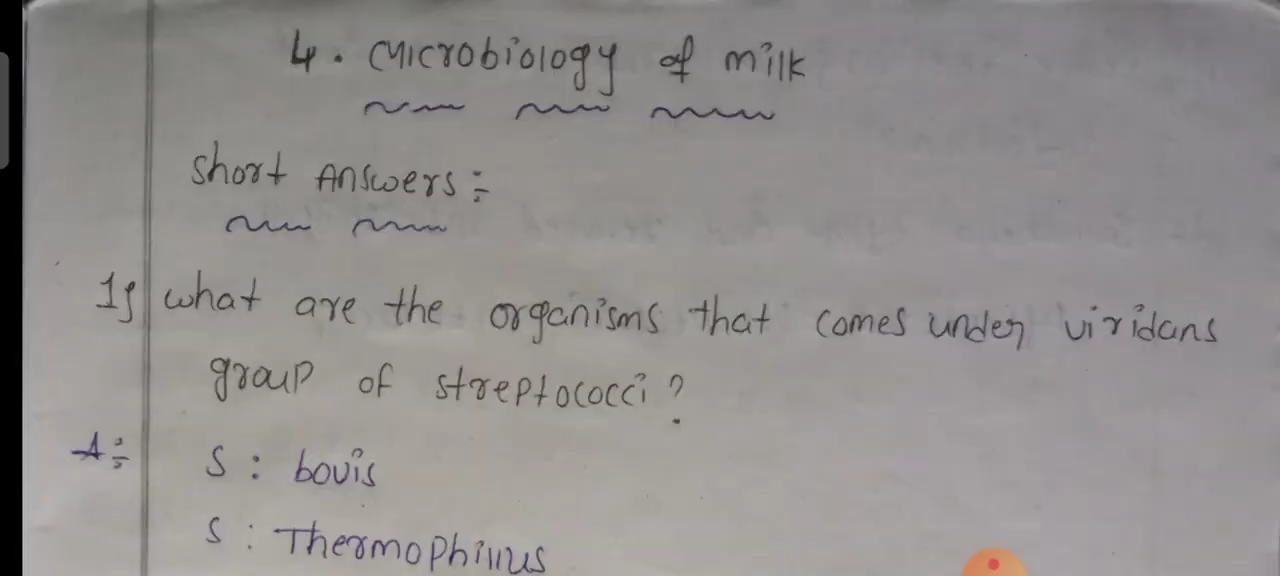 4. Microbiology of milk
Short Answers:
1) what are the organisms that comes under viridans
group of streptococci?
A:
S: bovis
S: Thermophillus